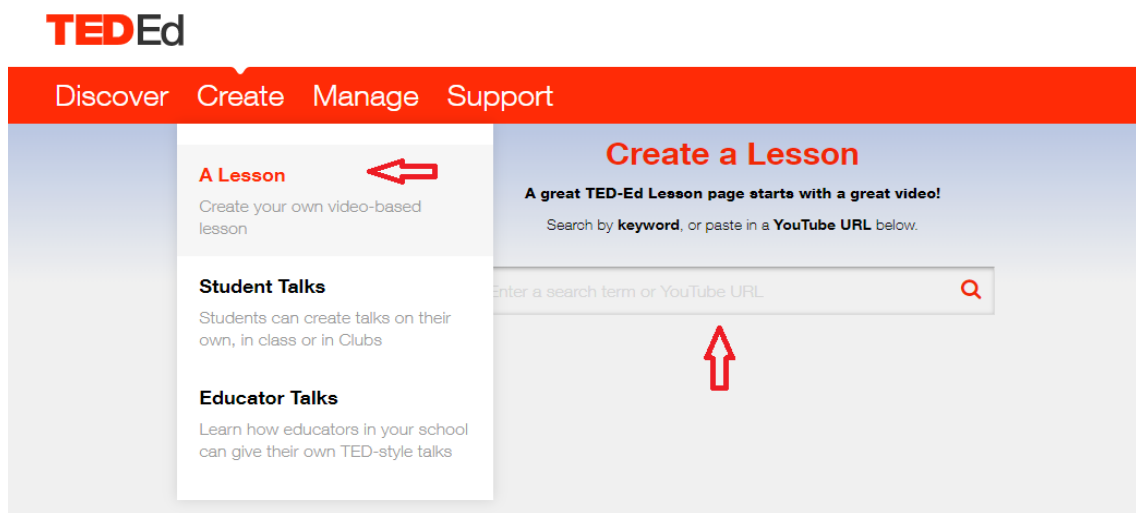 TEDEd
Discover Create Manage Support
A Lesson
Create your own video-based
lesson
Student Talks
Students can create talks on their
own, in class or in Clubs
Educator Talks
Learn how educators in your school
can give their own TED-style talks
Create a Lesson
A great TED-Ed Lesson page starts with a great video!
Search by keyword, or paste in a YouTube URL below.
Enter a search term or YouTube URL